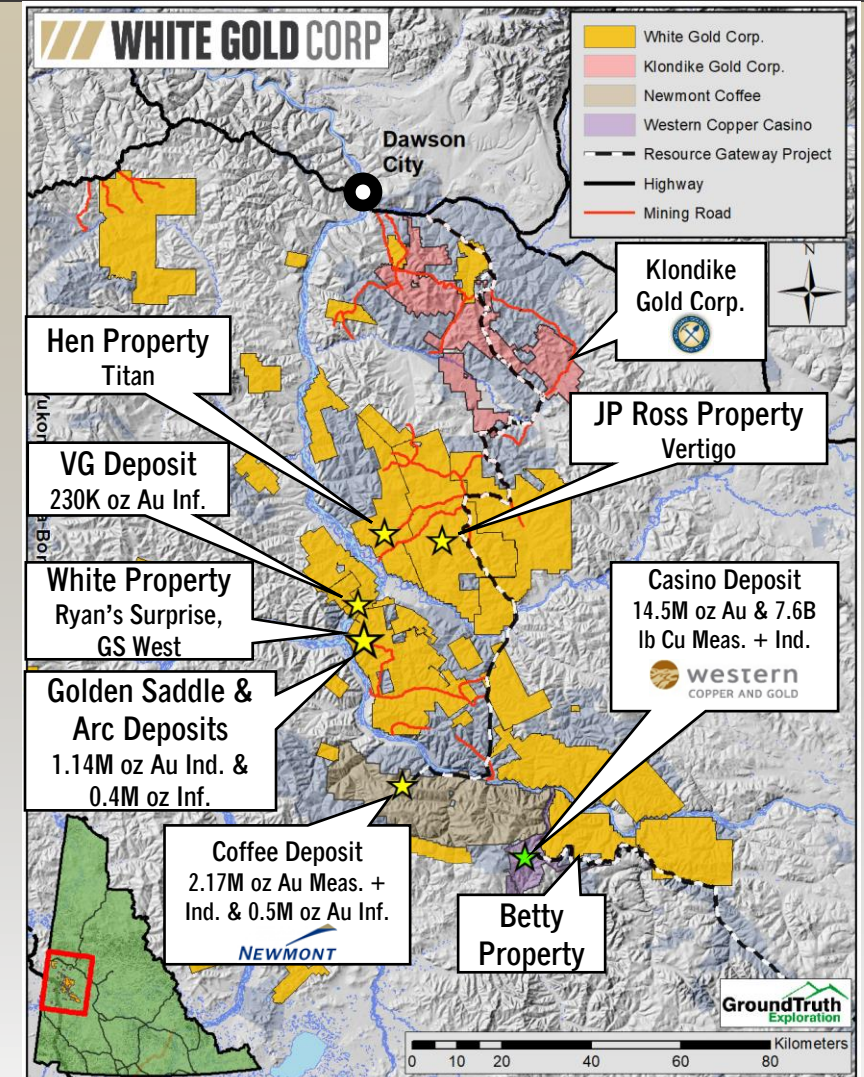 WHITE GOLD CORP
White Gold Corp.
Klondike Gold Corp.
Newmont Coffee
Western Copper Casino
Resource Gateway Project
Highway
Mining Road
N
Dawson
City
Klondike
Gold Corp.
Hen Property
Titan
JP Ross Property
Vertigo
VG Deposit
230K oz Au Inf.
White Property
Ryan's Surprise,
GS West
Casino Deposit
14.5M oz Au & 7.6B
lb Cu Meas. + Ind.
western
COPPER AND GOLD
Golden Saddle &
Arc Deposits
1.14M oz Au Ind. &
0.4M oz Inf.
Coffee Deposit
2.17M oz Au Meas. +
Ind. & 0.5M oz Au Inf.
NEWMONT
Betty
Property
GroundTruth
Exploration
Kilometers
0 10 20 40 60 80